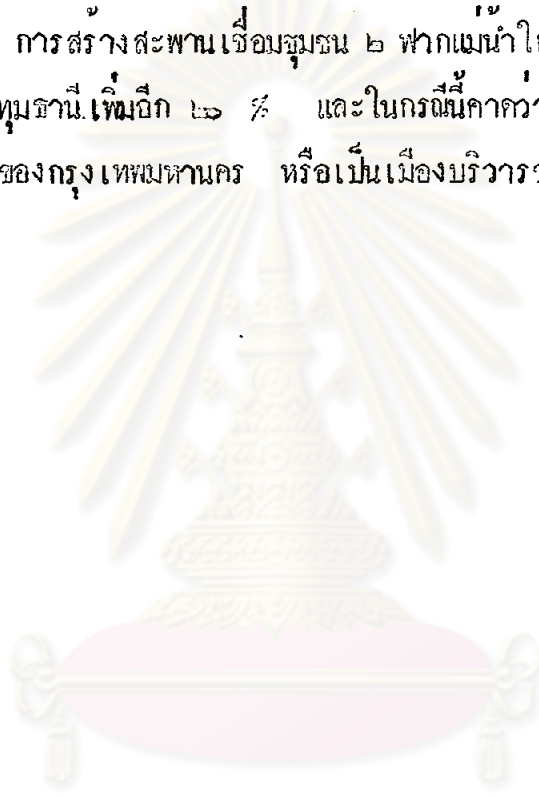 การสร้างสะพานเชื่อมชุมชน ๒ ฟากแม่น้ำ
ทุมธานี.เพิ่มอีก ๒๐ % และในกรณีนี้คาดว่า
ของกรุงเทพมหานคร หรือเป็นเมืองบริวาร